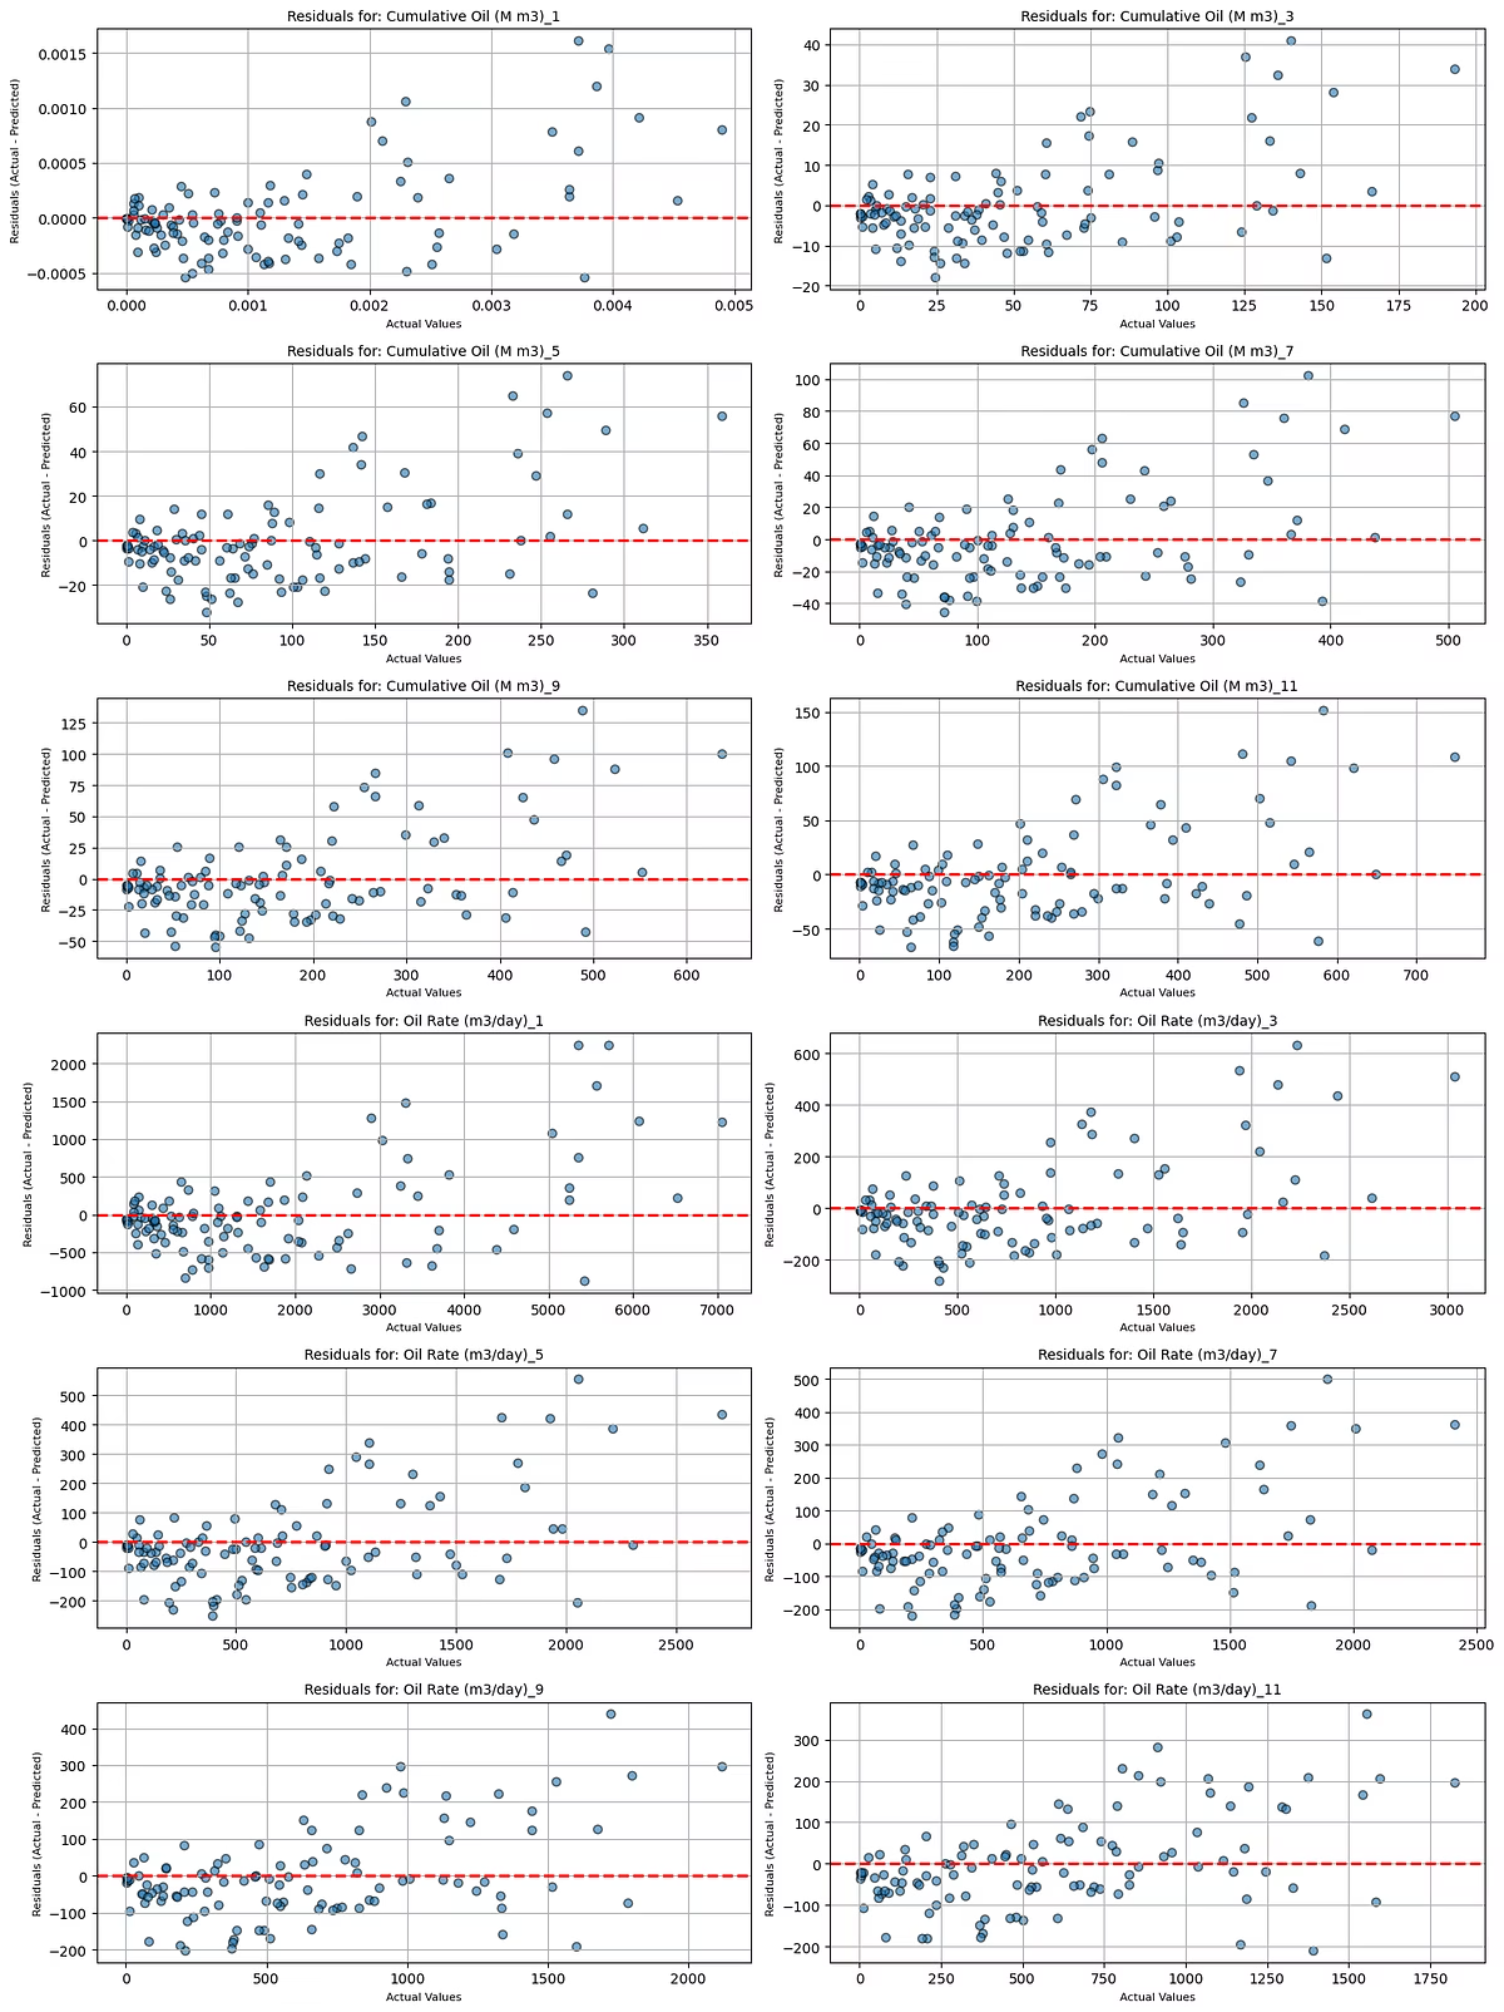 Residuals for: Cumulative Oil (M m3)_1
Residuals (Actual - Predicted)
0.0015
0.0010
0.0005
0.0000
−0.0005
0.000 0.001 0.002 0.003 0.004 0.005
Actual Values
Residuals for: Cumulative Oil (M m3)_3
Residuals (Actual - Predicted)
40
30
20
10
0
−10
−20
0 25 50 75 100 125 150 175 200
Actual Values
Residuals for: Cumulative Oil (M m3)_5
Residuals (Actual - Predicted)
60
40
20
0
−20
0 50 100 150 200 250 300 350
Actual Values
Residuals for: Cumulative Oil (M m3)_7
Residuals (Actual - Predicted)
100
80
60
40
20
0
−20
−40
0 100 200 300 400 500
Actual Values
Residuals for: Cumulative Oil (M m3)_9
Residuals (Actual - Predicted)
125
100
75
50
25
0
−25
−50
0 100 200 300 400 500 600
Actual Values
Residuals for: Cumulative Oil (M m3)_11
Residuals (Actual - Predicted)
150
100
50
0
−50
0 100 200 300 400 500 600 700
Actual Values
Residuals for: Oil Rate (m3/day)_1
Residuals (Actual - Predicted)
2000
1500
1000
500
0
−500
−1000
0 1000 2000 3000 4000 5000 6000 7000
Actual Values
Residuals for: Oil Rate (m3/day)_3
Residuals (Actual - Predicted)
600
400
200
0
−200
0 500 1000 1500 2000 2500 3000
Actual Values
Residuals for: Oil Rate (m3/day)_5
Residuals (Actual - Predicted)
500
400
300
200
100
0
−100
−200
0 500 1000 1500 2000 2500
Actual Values
Residuals for: Oil Rate (m3/day)_7
Residuals (Actual - Predicted)
500
400
300
200
100
0
−100
−200
0 500 1000 1500 2000 2500
Actual Values
Residuals for: Oil Rate (m3/day)_9
Residuals (Actual - Predicted)
400
300
200
100
0
−100
−200
0 500 1000 1500 2000
Actual Values
Residuals for: Oil Rate (m3/day)_11
Residuals (Actual - Predicted)
300
200
100
0
−100
−200
0 250 500 750 1000 1250 1500 1750
Actual Values